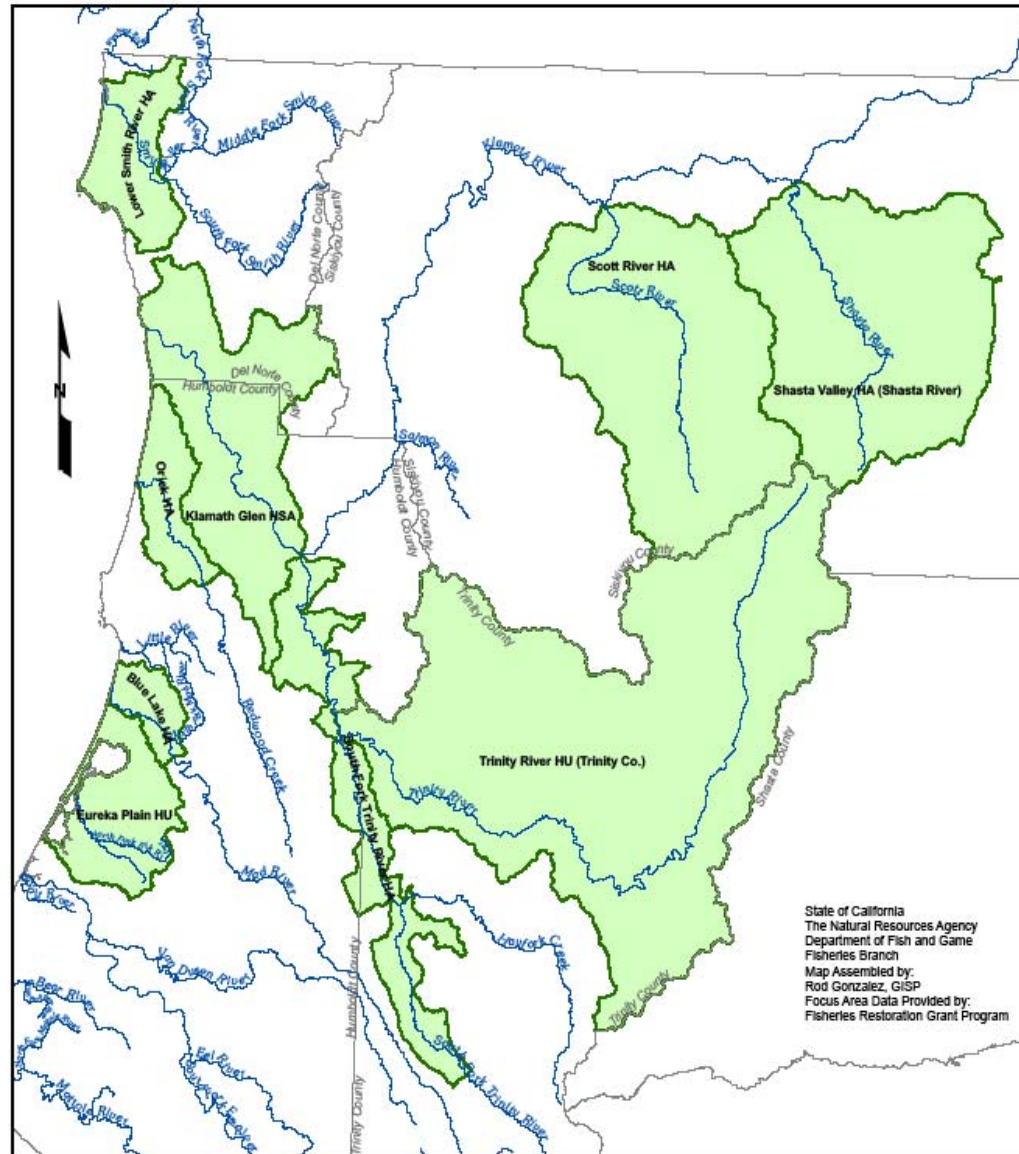 North Fork Smith River
Lower Smith River HA
Smith River
Middle Fork Smith River
South Fork
Smith River
Del Norte County
Siskiyou County
Klamath River
Scott River HA
Scott River
Shasta River
Shasta Valley HA (Shasta River)
N
Del Norte County
Humboldt County
Salmon River
Siskiyou County
Humboldt County
Orick HA
Klamath Glen HSA
Siskiyou County
Trinity County
Little River
Blue Lake HA
Redwood Creek
Eureka Plain HU
South Fork Trinity River HA
Trinity River HU (Trinity Co.)
Trinity River
Shasta County
Mad River
Van Duzen River
Hayfork Creek
Bear River
Eel River
Mattole River
Humboldt County
Trinity County
South Fork Trinity River
Trinity County
State of California
The Natural Resources Agency
Department of Fish and Game
Fisheries Branch
Map Assembled by:
Rod Gonzalez, GISP
Focus Area Data Provided by:
Fisheries Restoration Grant Program